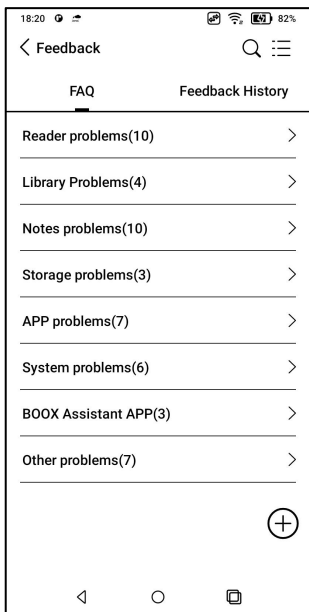 18:20 82%
Feedback
FAQ Feedback History
Reader problems(10)
Library Problems(4)
Notes problems(10)
Storage problems(3)
APP problems(7)
System problems(6)
BOOX Assistant APP(3)
Other problems(7)